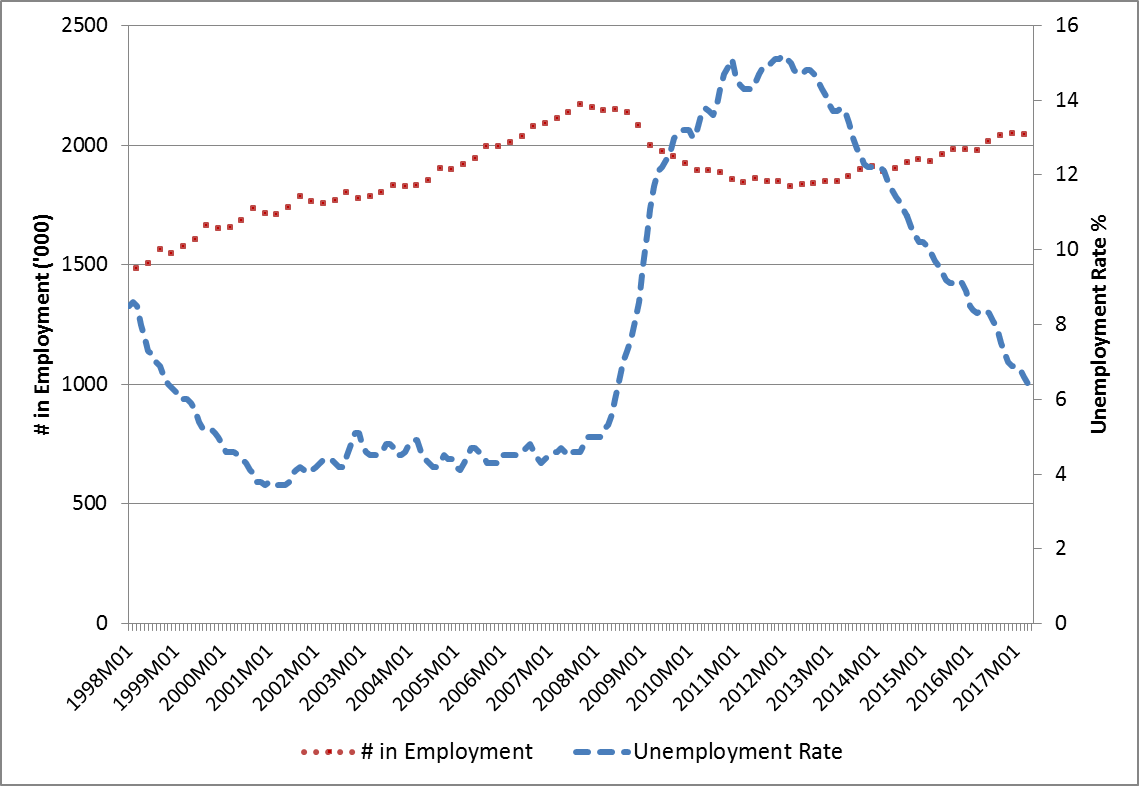 2500
2000
1500
1000
500
0
# in Employment ('000)
16
14
12
10
8
6
4
2
0
Unemployment Rate %
1998M01
1999M01
2000M01
2001M01
2002M01
2003M01
2004M01
2005M01
2006M01
2007M01
2008M01
2009M01
2010M01
2011M01
2012M01
2013M01
2014M01
2015M01
2016M01
2017M01
# in Employment
Unemployment Rate